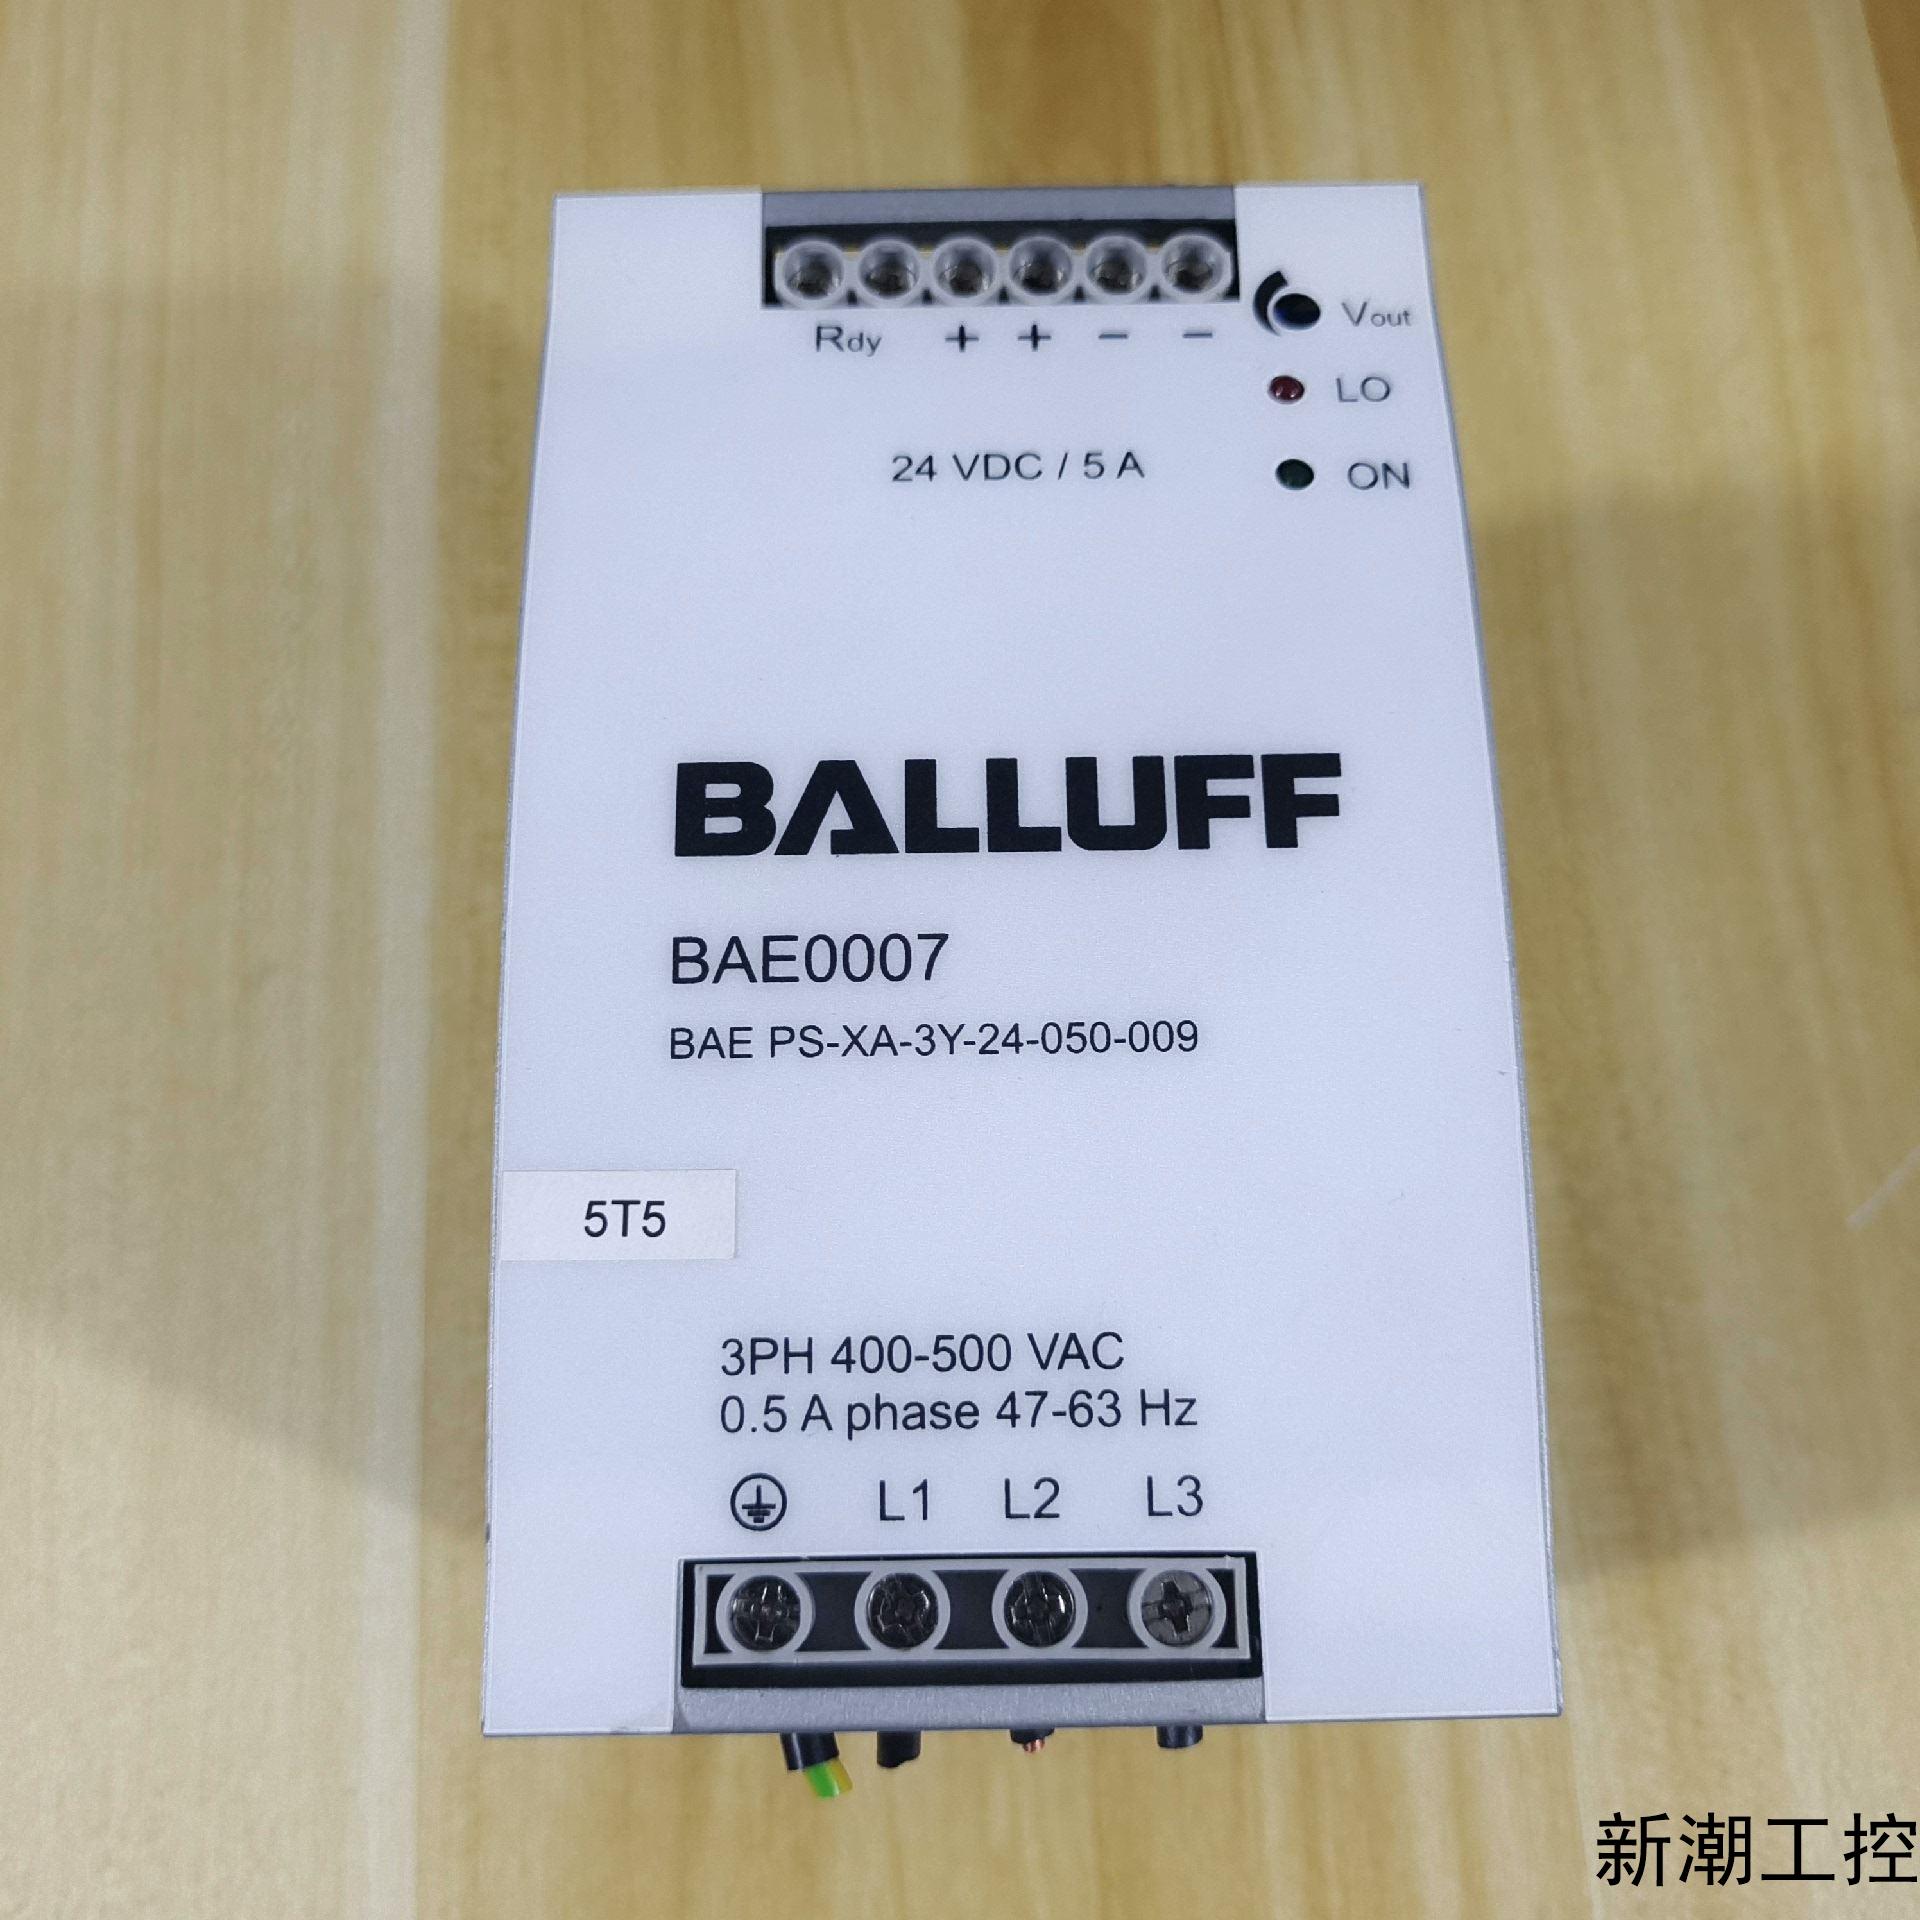 Rdy + + − −
Vout
LO
24 VDC / 5 A
ON
BALLUFF
BAE0007
BAE PS-XA-3Y-24-050-009
5T5
3PH 400-500 VAC
0.5 A phase 47-63 Hz
L1 L2 L3
新潮工控